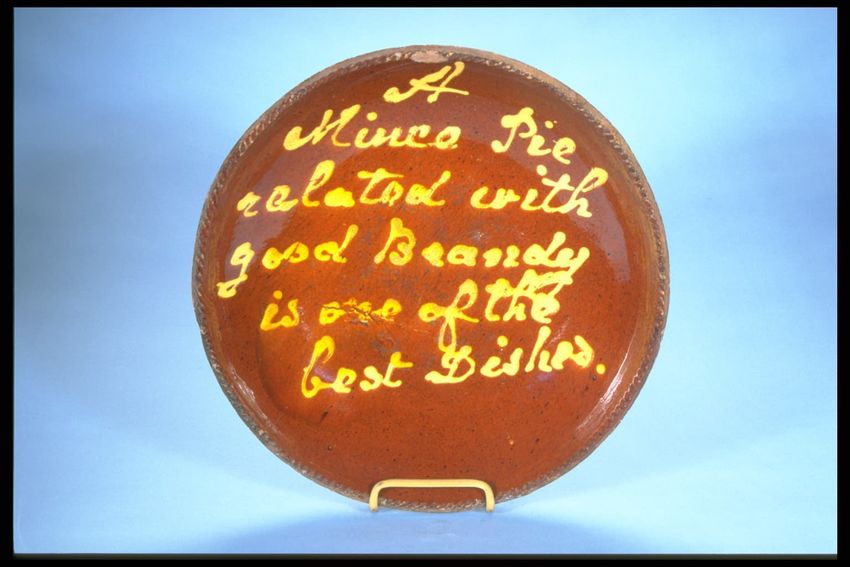 A
Mince Pie
related with
good Brandy
is one of the
best Dishes.